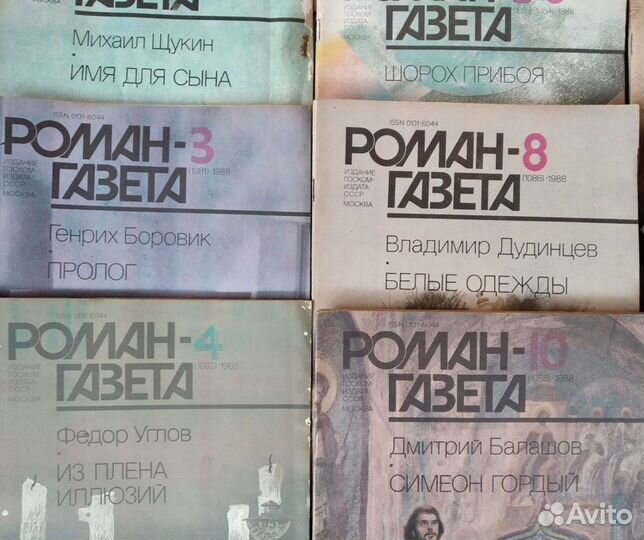 ГАЗЕТА
МОСКВА
Михаил Щукин
ИМЯ ДЛЯ СЫНА
ШОРОХ ПРИБОЯ
ISSN 0131-6044
РОМАН-3
ГАЗЕТА
(1081)·1988
ИЗДАНИЕ
ГОСКОМ-
ИЗДАТА
СССР
МОСКВА
Генрих Боровик
ПРОЛОГ
ISSN 0131-6044
РОМАН-8
ГАЗЕТА
(1086)·1988
ИЗДАНИЕ
ГОСКОМ-
ИЗДАТА
СССР
МОСКВА
Владимир Дудинцев
БЕЛЫЕ ОДЕЖДЫ
ISSN 0131-6044
РОМАН-4
ГАЗЕТА
(1082)·1988
ИЗДАНИЕ
ГОСКОМ-
ИЗДАТА
СССР
МОСКВА
Федор Углов
ИЗ ПЛЕНА
ИЛЛЮЗИЙ
ISSN 0131-6044
РОМАН-10
ГАЗЕТА
(1088)·1988
ИЗДАНИЕ
ГОСКОМ-
ИЗДАТА
СССР
МОСКВА
Дмитрий Балашов
СИМЕОН ГОРДЫЙ
Avito